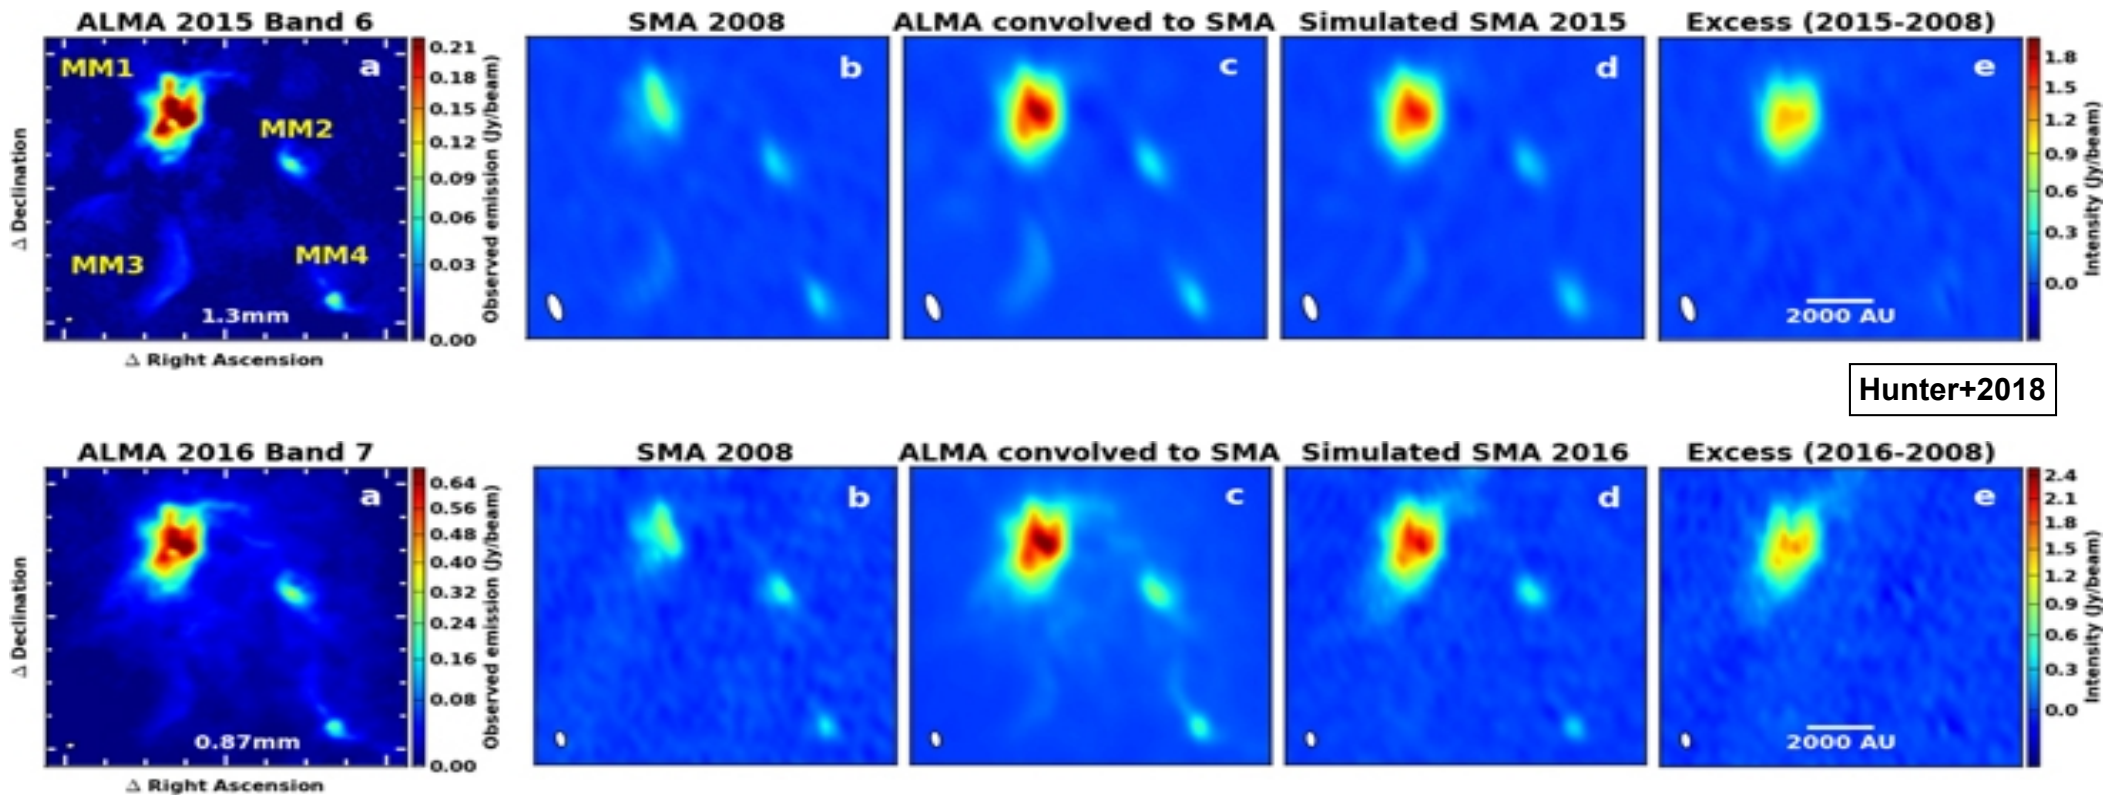 ALMA 2015 Band 6
SMA 2008
ALMA convolved to SMA
Simulated SMA 2015
Excess (2015-2008)
MM1
a
MM2
MM3
MM4
1.3mm
Δ Declination
Δ Right Ascension
0.21
0.18
0.15
0.12
0.09
0.06
0.03
0.00
Observed emission (Jy/beam)
b
c
d
e
2000 AU
1.8
1.5
1.2
0.9
0.6
0.3
0.0
Intensity (Jy/beam)
Hunter+2018
ALMA 2016 Band 7
SMA 2008
ALMA convolved to SMA
Simulated SMA 2016
Excess (2016-2008)
a
0.87mm
Δ Declination
Δ Right Ascension
0.64
0.56
0.48
0.40
0.32
0.24
0.16
0.08
0.00
Observed emission (Jy/beam)
b
c
d
e
2000 AU
2.4
2.1
1.8
1.5
1.2
0.9
0.6
0.3
0.0
Intensity (Jy/beam)